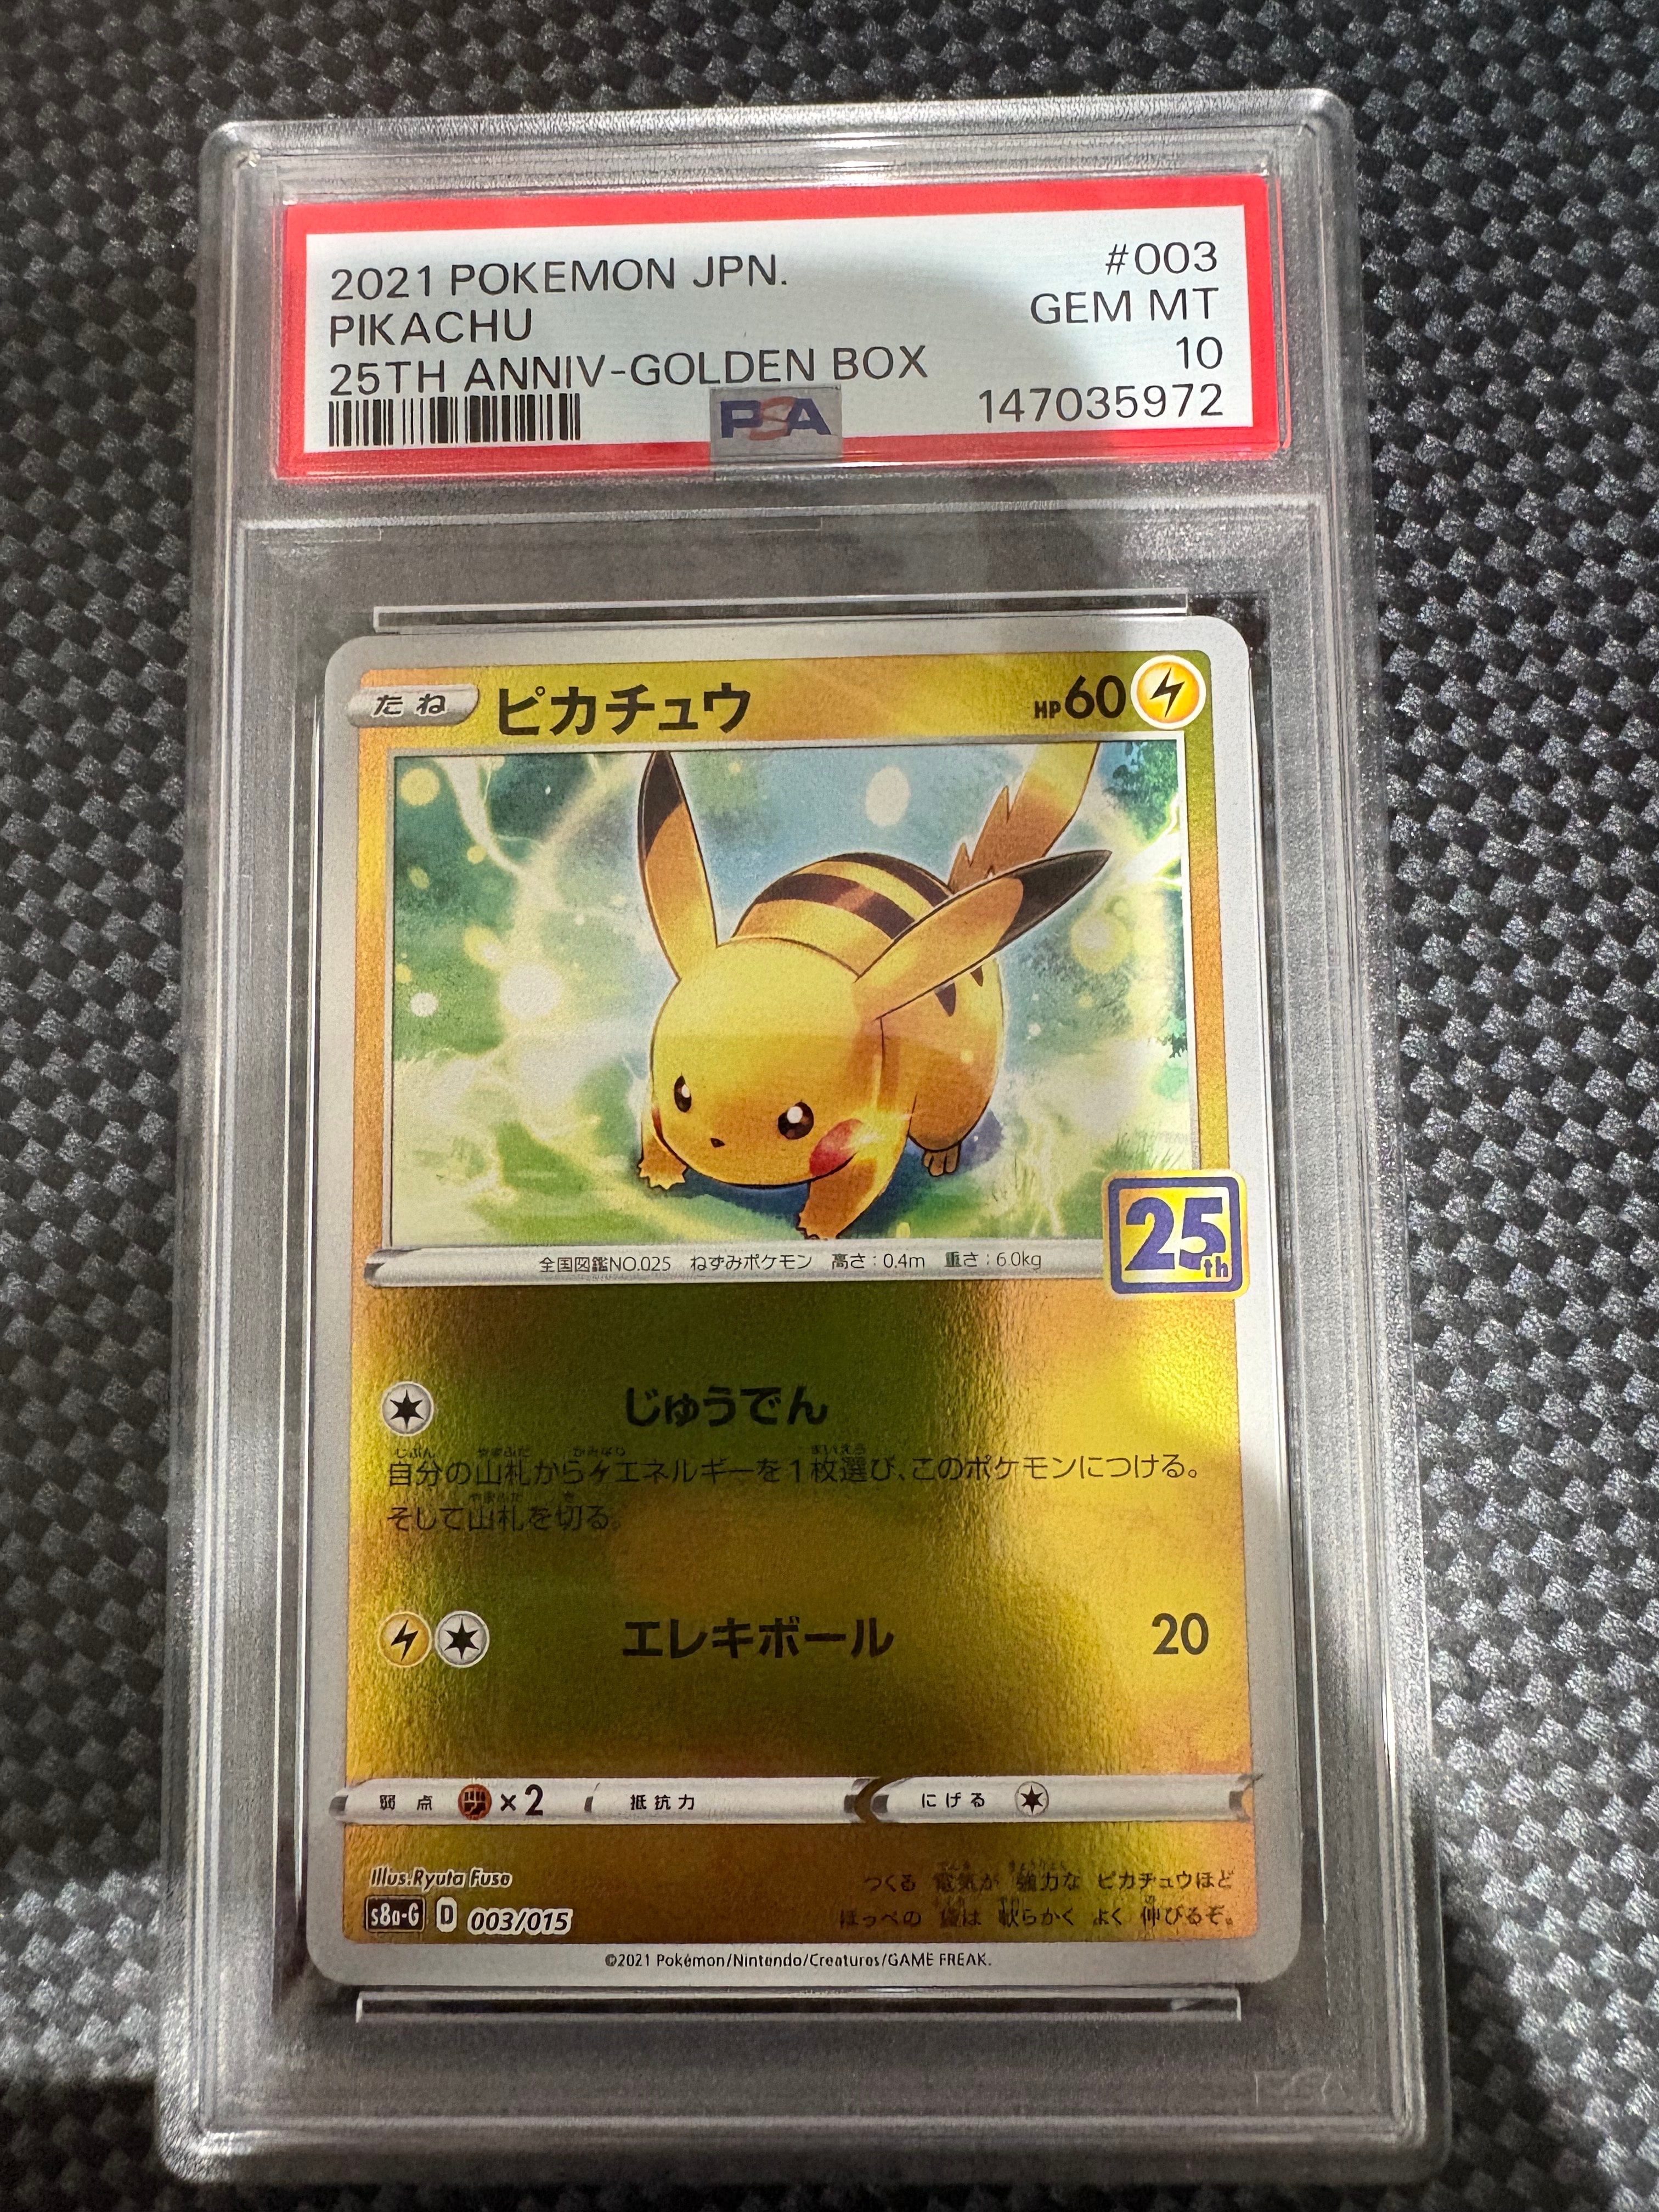 2021 POKEMON JPN. #003
PIKACHU GEM MT
25TH ANNIV-GOLDEN BOX 10
PSA 147035972
たね ピカチュウ HP60
25th
全国図鑑NO.025 ねずみポケモン 高さ:0.4m 重さ:6.0kg
じゅうでん
自分の山札からエネルギーを1枚選び、このポケモンにつける。
そして山札を切る。
エレキボール 20
弱点 ×2 抵抗力 にげる
Illus.Ryuta Fuse
つくる 電気が 強力な ピカチュウほど
ほっぺの 袋は 軟らかく よく 伸びるぞ。
s8a-G D 003/015
©2021 Pokémon/Nintendo/Creatures/GAME FREAK.